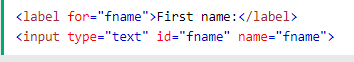 <label for="fname">First name:</label>
<input type="text" id="fname" name="fname">